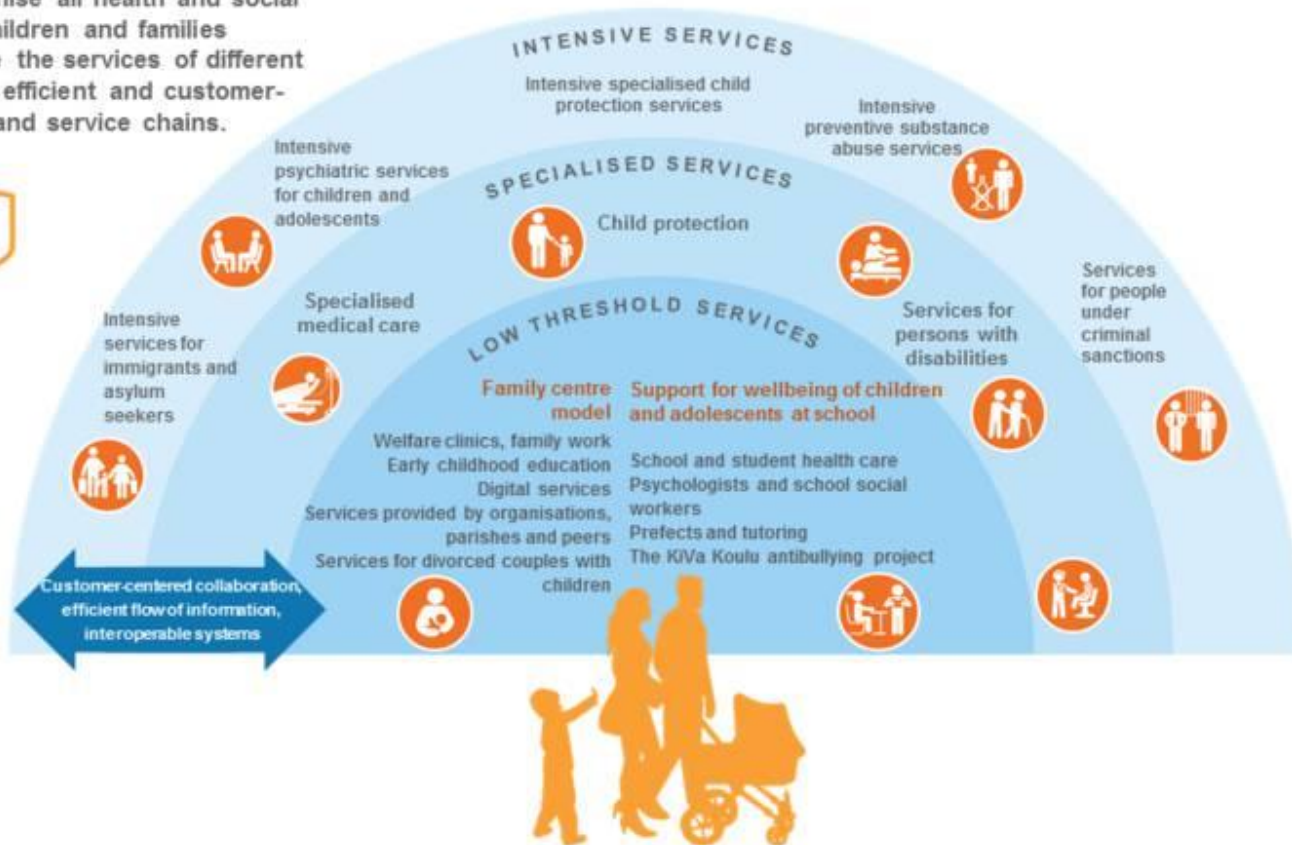 all health and social
and families
the services of different
efficient and customer-
and service chains.
INTENSIVE SERVICES
Intensive specialised child
protection services
Intensive
preventive substance
abuse services
Intensive
psychiatric services
for children and
adolescents
SPECIALISED SERVICES
Child protection
Services
for people
under
criminal
sanctions
Specialised
medical care
Services for
persons with
disabilities
Intensive
services for
immigrants and
asylum
seekers
LOW THRESHOLD SERVICES
Family centre
model
Welfare clinics, family work
Early childhood education
Digital services
Services provided by organisations,
parishes and peers
Services for divorced couples with
children
Support for wellbeing of children
and adolescents at school
School and student health care
Psychologists and school social
workers
Prefects and tutoring
The KiVa Koulu antibullying project
Customer-centered collaboration,
efficient flow of information,
interoperable systems